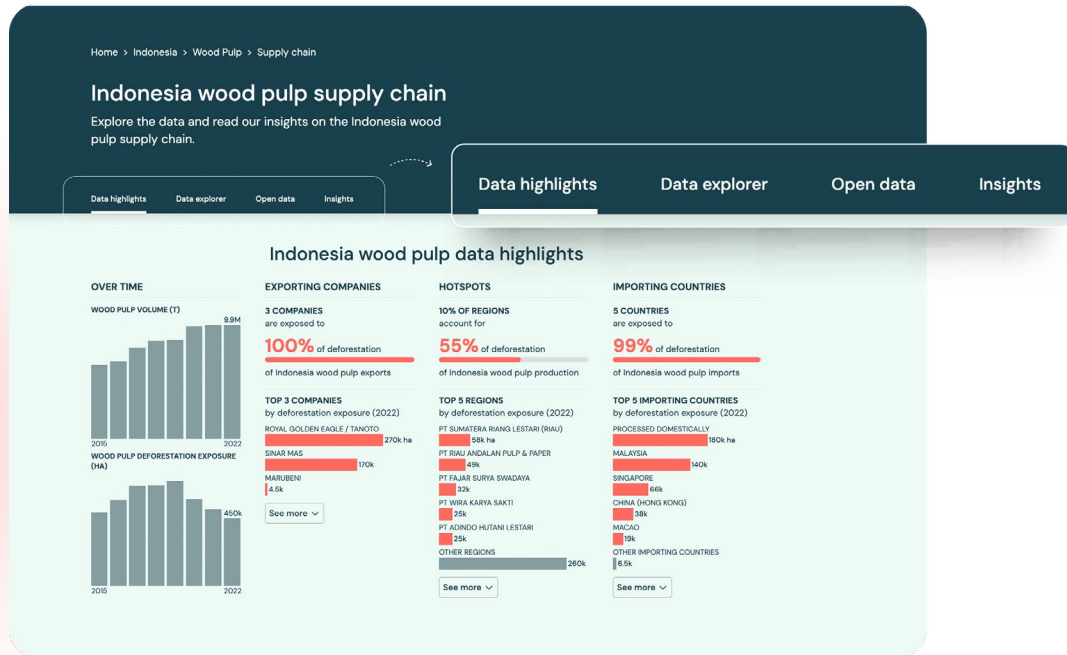 Home > Indonesia > Wood Pulp > Supply chain
Indonesia wood pulp supply chain
Explore the data and read our insights on the Indonesia wood
pulp supply chain.
Data highlights Data explorer Open data Insights
Data highlights Data explorer Open data Insights
Indonesia wood pulp data highlights
OVER TIME
WOOD PULP VOLUME (T)
9.9M
2015 2022
WOOD PULP DEFORESTATION EXPOSURE
(HA)
450k
2015 2022
EXPORTING COMPANIES
3 COMPANIES
are exposed to
100% of deforestation
of Indonesia wood pulp exports
TOP 3 COMPANIES
by deforestation exposure (2022)
ROYAL GOLDEN EAGLE / TANOTO
270k ha
SINAR MAS
170k
MARUBENI
4.5k
See more
HOTSPOTS
10% OF REGIONS
account for
55% of deforestation
of Indonesia wood pulp production
TOP 5 REGIONS
by deforestation exposure (2022)
PT SUMATERA RIANG LESTARI (RIAU)
58k ha
PT RIAU ANDALAN PULP & PAPER
49k
PT FAJAR SURYA SWADAYA
32k
PT WIRA KARYA SAKTI
25k
PT ADINDO HUTANI LESTARI
25k
OTHER REGIONS
260k
See more
IMPORTING COUNTRIES
5 COUNTRIES
are exposed to
99% of deforestation
of Indonesia wood pulp imports
TOP 5 IMPORTING COUNTRIES
by deforestation exposure (2022)
PROCESSED DOMESTICALLY
180k ha
MALAYSIA
140k
SINGAPORE
66k
CHINA (HONG KONG)
38k
MACAO
19k
OTHER IMPORTING COUNTRIES
6.5k
See more